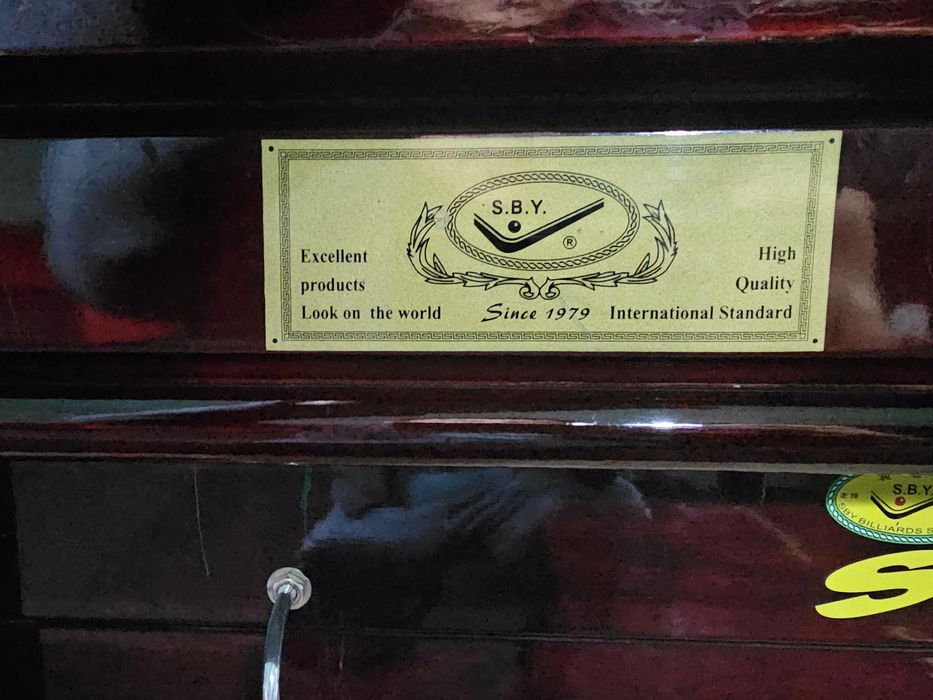 S.B.Y.
®
Excellent
products
Look on the world
Since 1979
High
Quality
International Standard
S.B.Y.
SBY BILLIARDS S
S